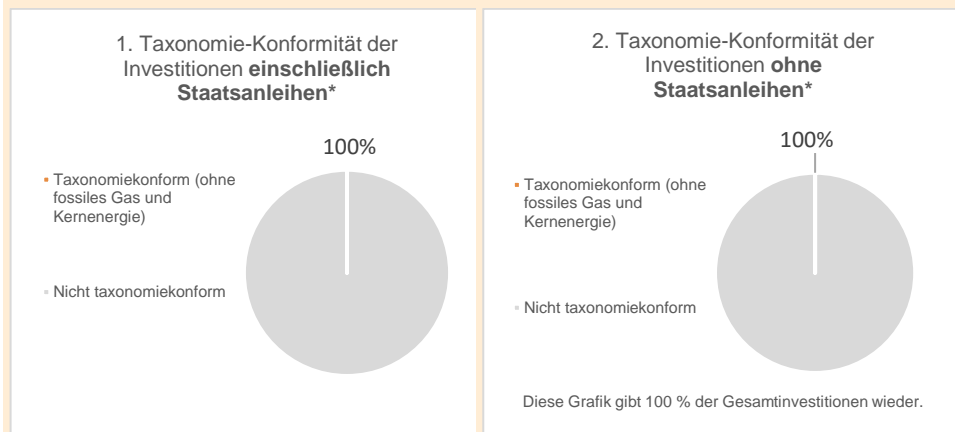 1. Taxonomie-Konformität der
Investitionen einschließlich
Staatsanleihen*
100%
Taxonomiekonform (ohne
fossiles Gas und
Kernenergie)
Nicht taxonomiekonform
2. Taxonomie-Konformität der
Investitionen ohne
Staatsanleihen*
100%
Taxonomiekonform (ohne
fossiles Gas und
Kernenergie)
Nicht taxonomiekonform
Diese Grafik gibt 100 % der Gesamtinvestitionen wieder.